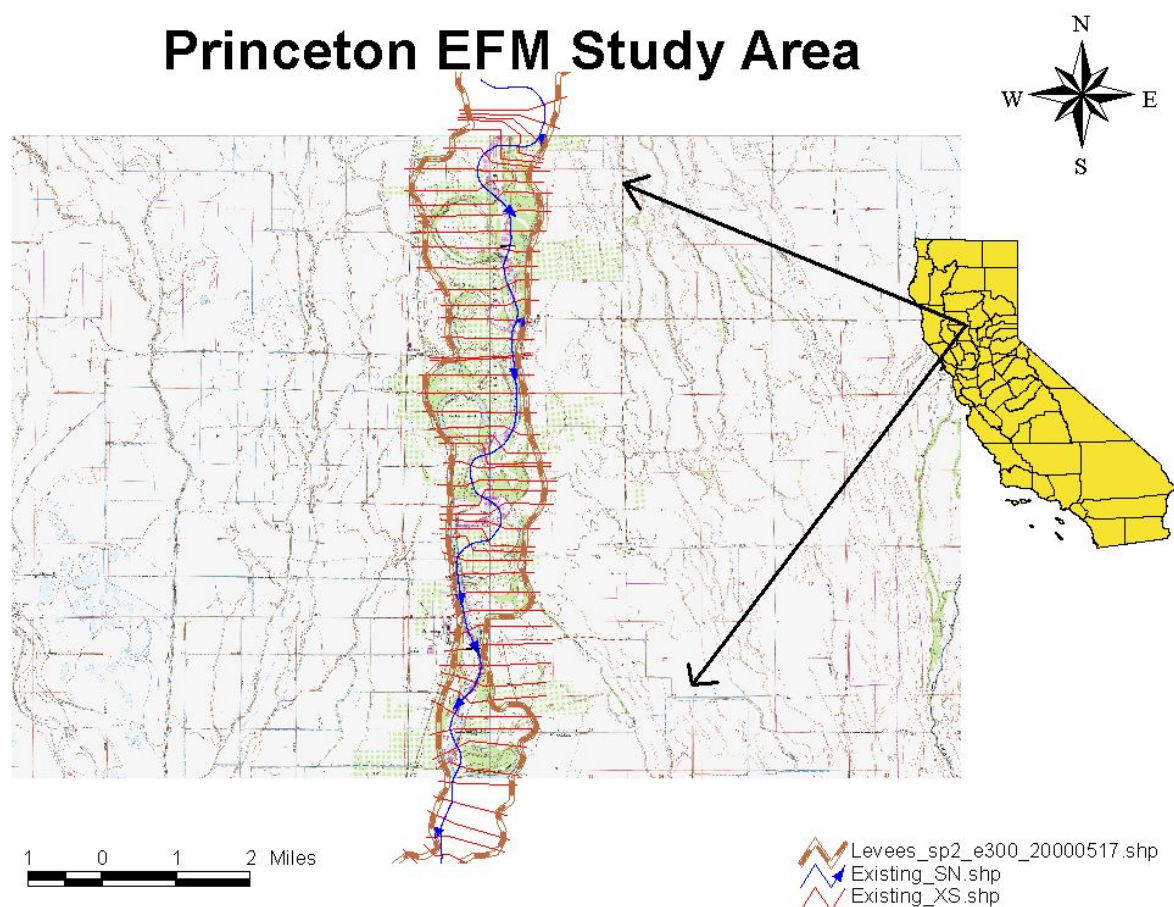 Princeton EFM Study Area
N
W E
S
1 0 1 2 Miles
Levees_sp2_e300_20000517.shp
Existing_SN.shp
Existing_XS.shp